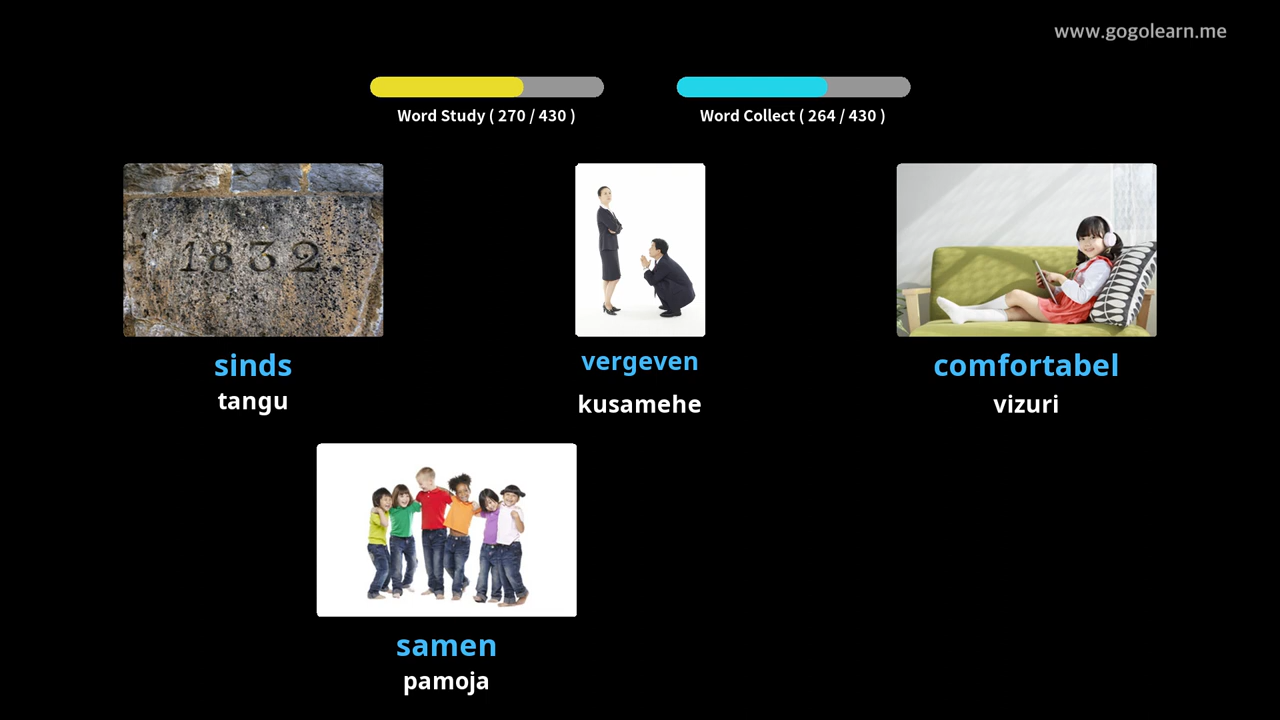 www.gogolearn.me
Word Study ( 270 / 430 )
Word Collect ( 264 / 430 )
1832.
sinds
tangu
vergeven
kusamehe
comfortabel
vizuri
samen
pamoja